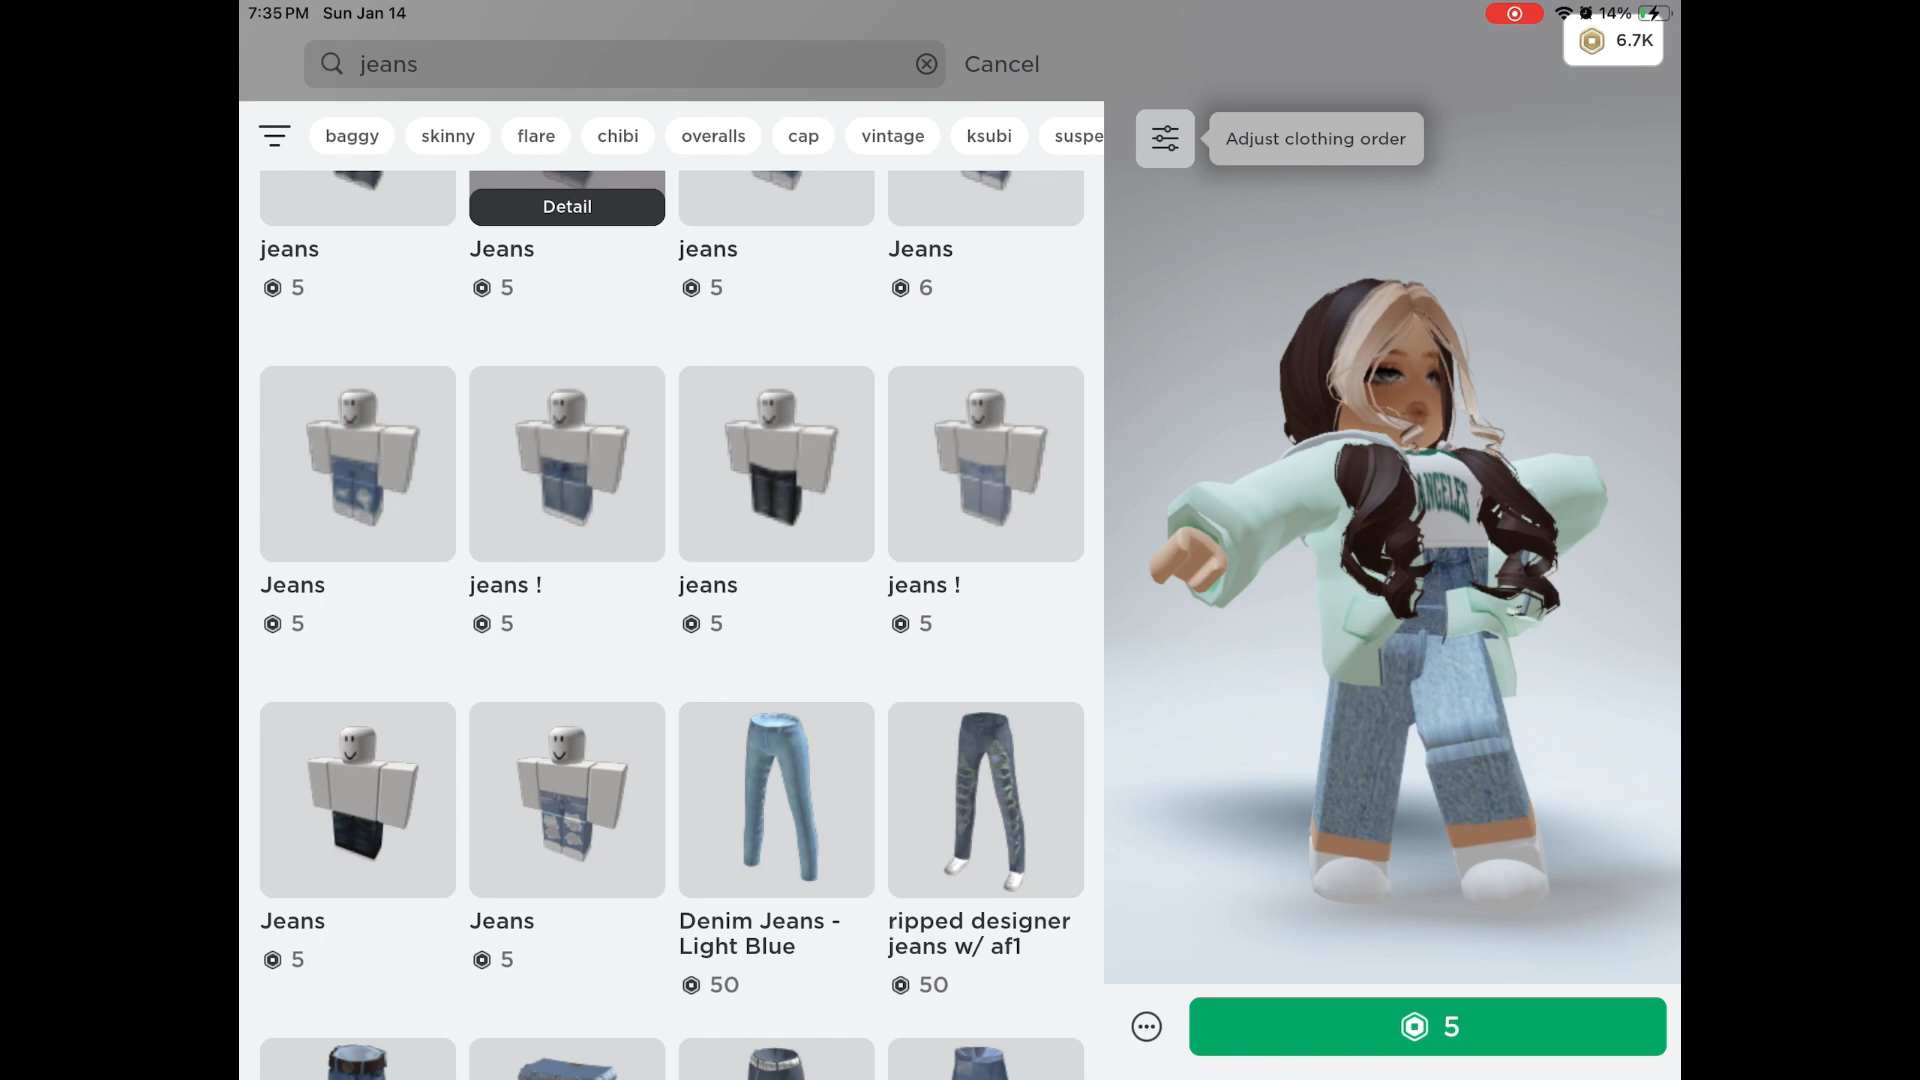 7:35 PM Sun Jan 14
14%
6.7K
jeans
Cancel
baggy
skinny
flare
chibi
overalls
cap
vintage
ksubi
suspe
Adjust clothing order
Detail
jeans
Jeans
jeans
Jeans
5
5
5
6
Jeans
jeans !
jeans
jeans !
5
5
5
5
ANGELES
Jeans
Jeans
Denim Jeans -
Light Blue
ripped designer
jeans w/ af1
5
5
50
50
5